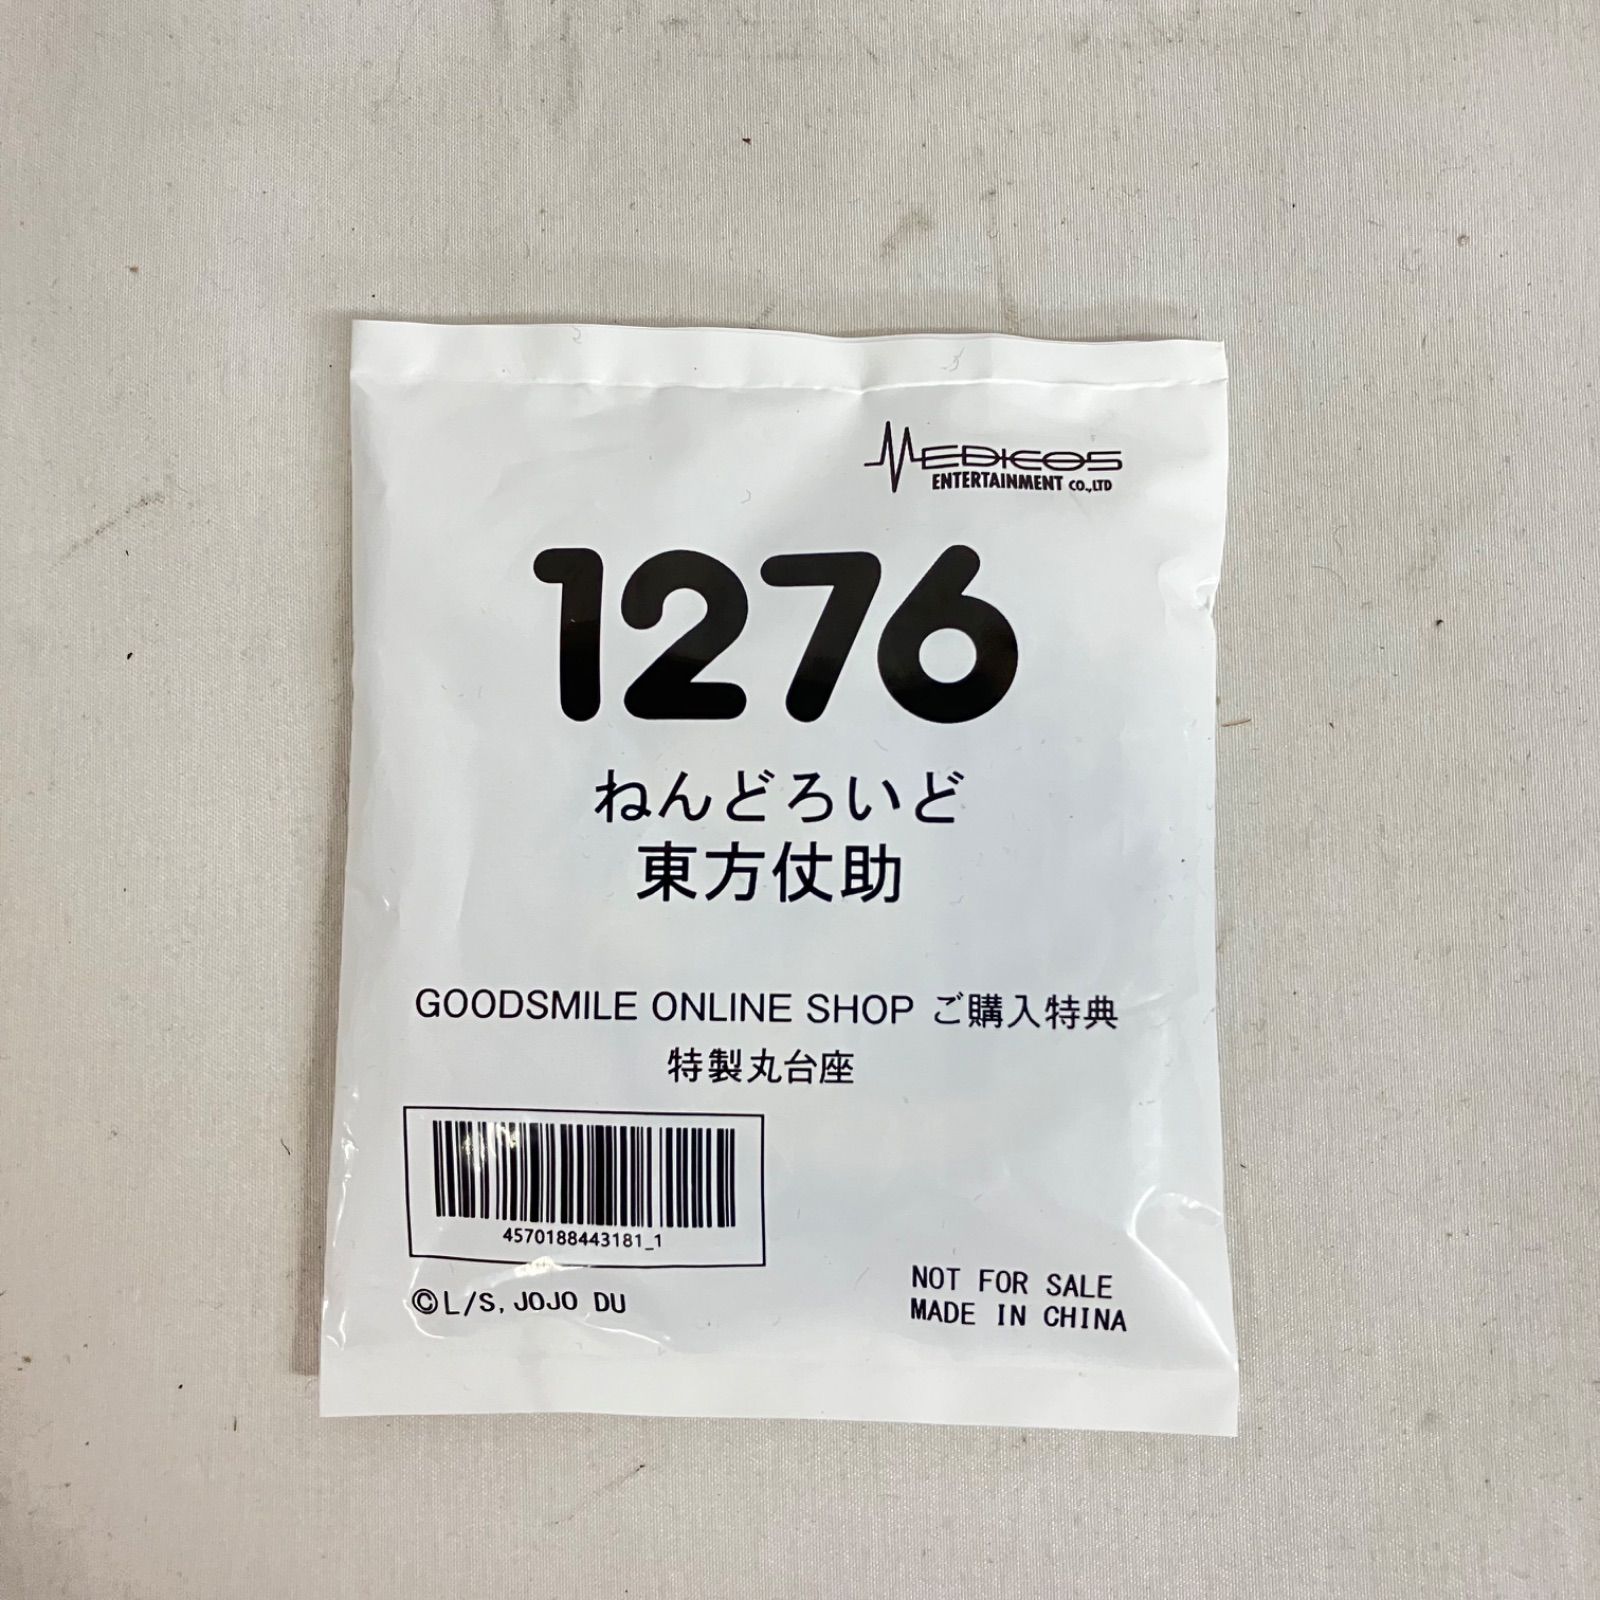 MEDICOS
ENTERTAINMENT CO.,LTD
1276
ねんどろいど
東方仗助
GOODSMILE ONLINE SHOP ご購入特典
特製丸台座
4570188443181_1
©L/S, JOJO DU
NOT FOR SALE
MADE IN CHINA